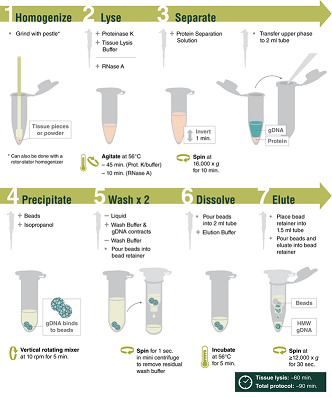 1 Homogenize
• Grind with pestle*
Tissue pieces
or powder
* Can also be done with a
rotor-stator homogenizer
2 Lyse
+ Proteinase K
+ Tissue Lysis
Buffer
+ RNase A
Agitate at 56°C
– 45 min. (Prot. K/buffer)
– 10 min. (RNase A)
3 Separate
+ Protein Separation
Solution
Invert
1 min.
Spin at
16,000 x g
for 10 min.
• Transfer upper phase
to 2 ml tube
gDNA
Protein
4 Precipitate
+ Beads
+ Isopropanol
gDNA binds
to beads
Vertical rotating mixer
at 10 rpm for 5 min.
5 Wash x 2
– Liquid
+ Wash Buffer &
gDNA contracts
– Wash Buffer
• Pour beads into
bead retainer
Spin for 1 sec.
in mini centrifuge
to remove residual
wash buffer
6 Dissolve
• Pour beads
into 2 ml tube
+ Elution Buffer
Incubate
at 56°C
for 5 min.
7 Elute
• Place bead
retainer into
1.5 ml tube
• Pour beads and
eluate into bead
retainer
Beads
HMW
gDNA
Spin at
≥12,000 x g
for 30 sec.
Tissue lysis: ~60 min.
Total protocol: ~90 min.